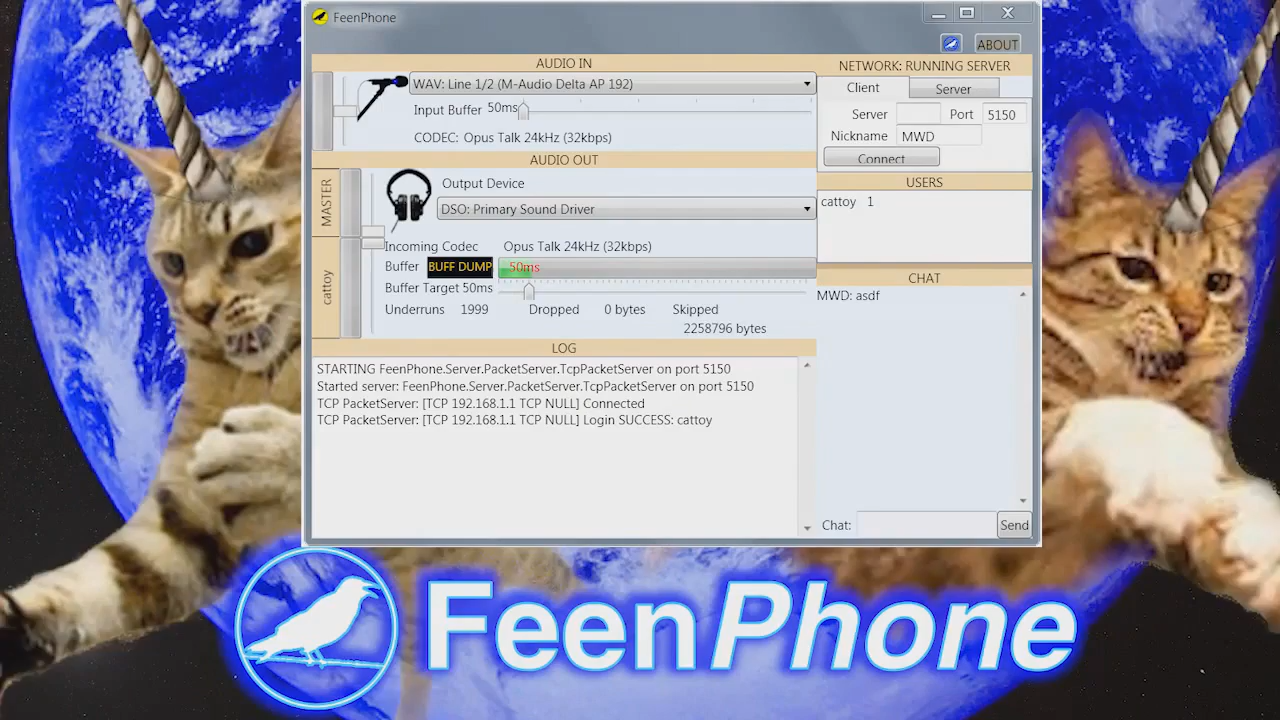 FeenPhone
ABOUT
AUDIO IN
WAV: Line 1/2 (M-Audio Delta AP 192)
Input Buffer 50ms
CODEC: Opus Talk 24kHz (32kbps)
AUDIO OUT
MASTER
Output Device
DSO: Primary Sound Driver
cattoy
Incoming Codec Opus Talk 24kHz (32kbps)
Buffer BUFF DUMP 50ms
Buffer Target 50ms
Underruns 1999 Dropped 0 bytes Skipped
2258796 bytes
LOG
STARTING FeenPhone.Server.PacketServer.TcpPacketServer on port 5150
Started server: FeenPhone.Server.PacketServer.TcpPacketServer on port 5150
TCP PacketServer: [TCP 192.168.1.1 TCP NULL] Connected
TCP PacketServer: [TCP 192.168.1.1 TCP NULL] Login SUCCESS: cattoy
NETWORK: RUNNING SERVER
Client Server
Server Port 5150
Nickname MWD
Connect
USERS
cattoy 1
CHAT
MWD: asdf
Chat: Send
FeenPhone